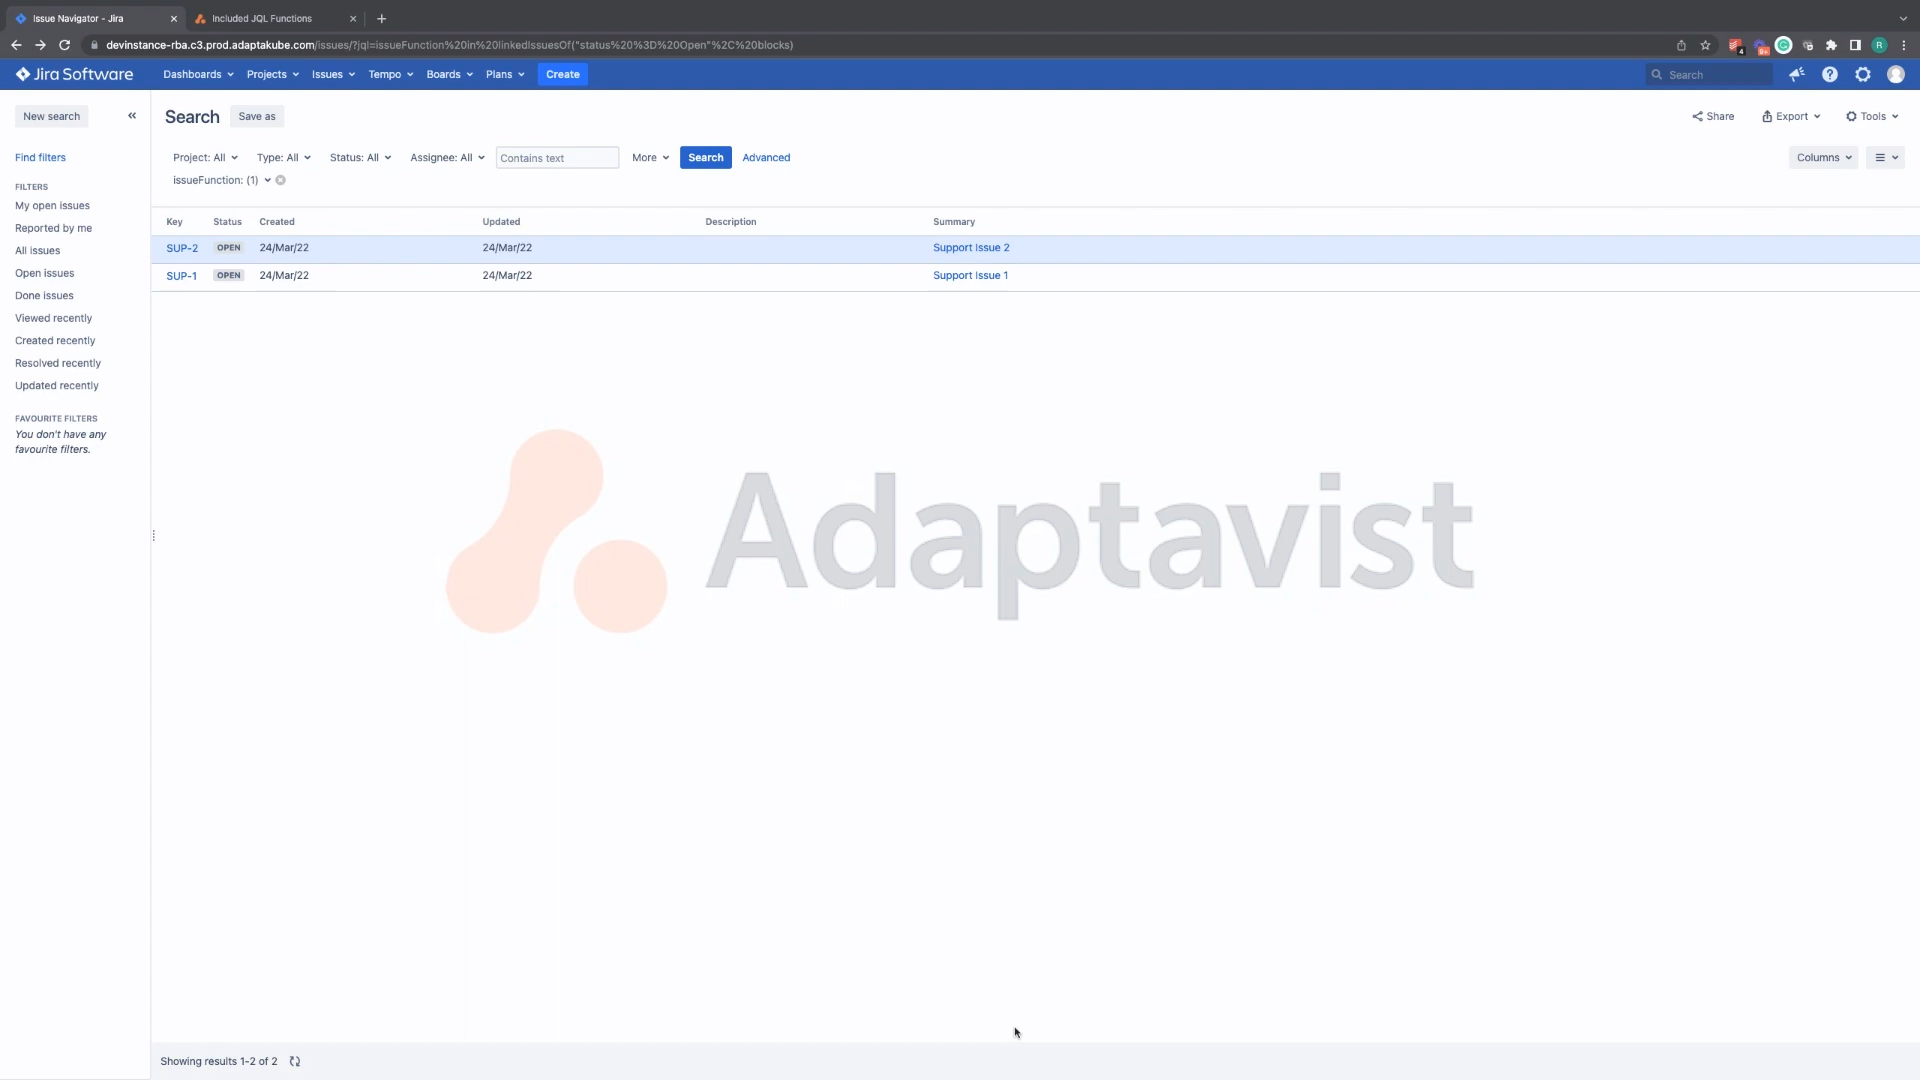 Issue Navigator - Jira
Included JQL Functions
devinstance-rba.c3.prod.adaptakube.com/issues/?jql=issueFunction%20in%20linkedIssuesOf("status%20%3D%20Open"%2C%20blocks)
4
9+
R
Jira Software
Dashboards
Projects
Issues
Tempo
Boards
Plans
Create
Search
New search
Search
Save as
Share
Export
Tools
Find filters
Project: All
Type: All
Status: All
Assignee: All
Contains text
More
Search
Advanced
Columns
issueFunction: (1)
FILTERS
My open issues
Reported by me
All issues
Open issues
Done issues
Viewed recently
Created recently
Resolved recently
Updated recently
FAVOURITE FILTERS
You don't have any
favourite filters.
Key Status Created Updated Description Summary
SUP-2 OPEN 24/Mar/22 24/Mar/22 Support Issue 2
SUP-1 OPEN 24/Mar/22 24/Mar/22 Support Issue 1
Adaptavist
Showing results 1-2 of 2